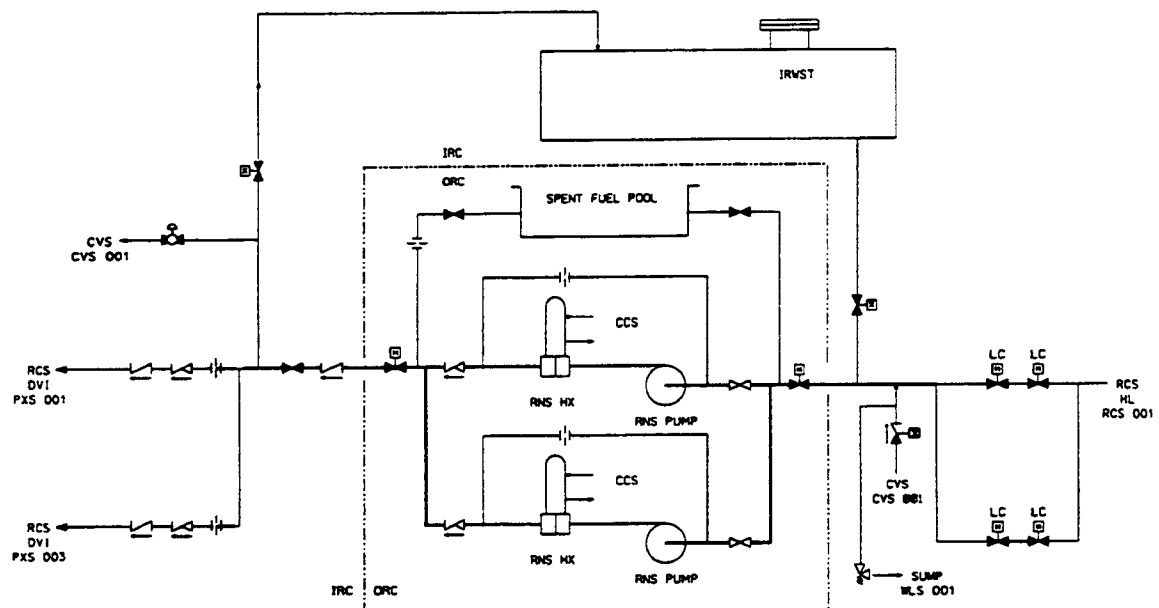 IRWST
IRC
ORC
SPENT FUEL POOL
CVS
CVS 001
CCS
RCS
DVI
PXS 001
RNS HX
RNS PUMP
LC
LC
RCS
HL
RCS 001
CCS
CVS
CVS 001
RCS
DVI
PXS 003
RNS HX
RNS PUMP
LC
LC
SUMP
WLS 001
IRC
ORC